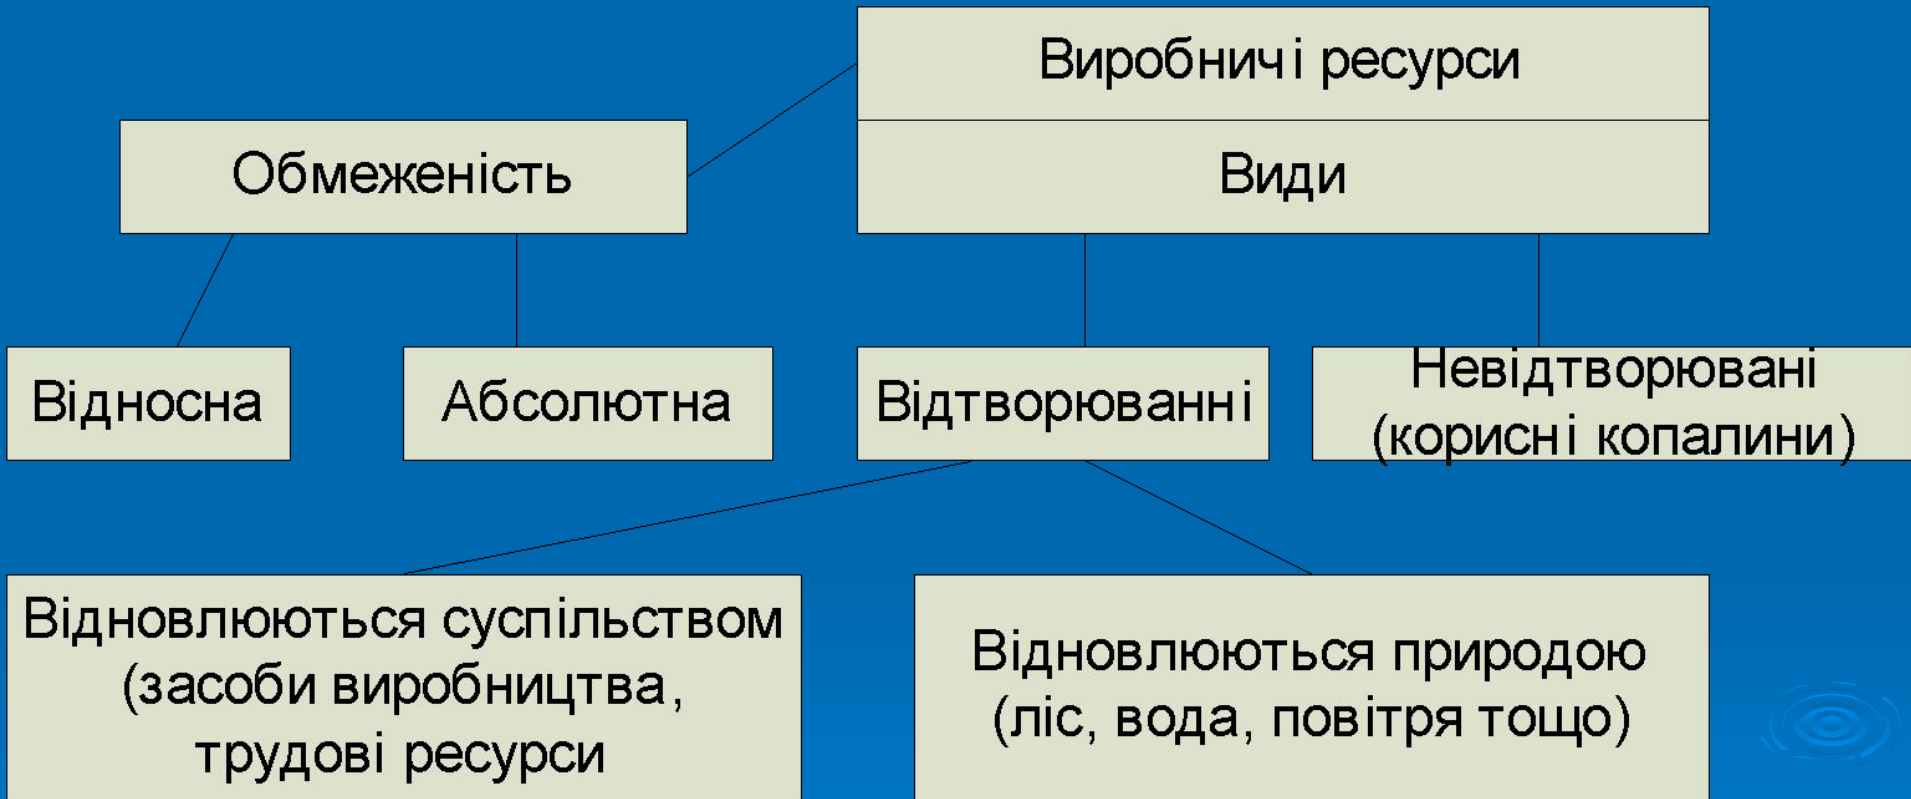 Виробничі ресурси
Обмеженість
Види
Відносна
Абсолютна
Відтворюванні
Невідтворювані
(корисні копалини)
Відновлюються суспільством
(засоби виробництва,
трудові ресурси
Відновлюються природою
(ліс, вода, повітря тощо)